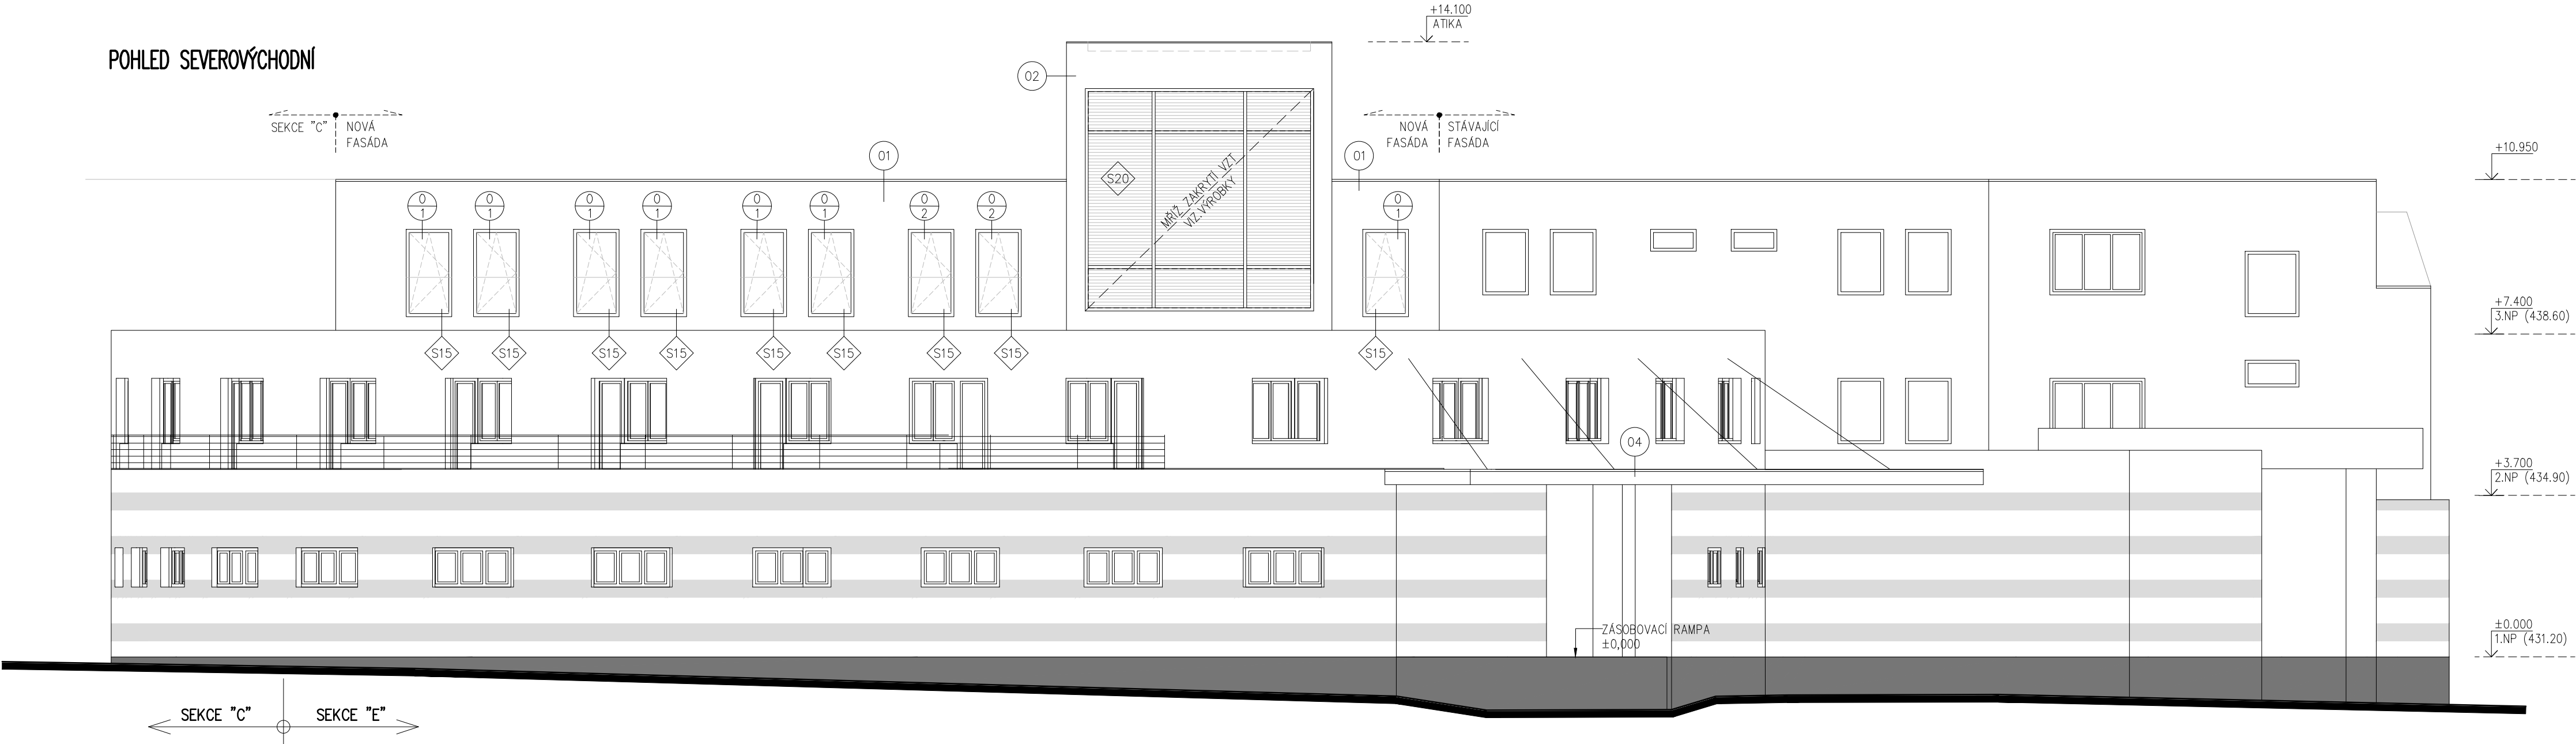 +14.100
ATIKA
POHLED SEVEROVÝCHODNÍ
02
SEKCE "C"
NOVÁ
FASÁDA
NOVÁ
FASÁDA
STÁVAJÍCÍ
FASÁDA
01
01
+10.950
S20
MŘÍŽ ZAKRYTÍ VZT
VIZ.VÝROBKY
0
1
0
1
0
1
0
1
0
1
0
1
0
2
0
2
0
1
+7.400
3.NP (438.60)
S15
S15
S15
S15
S15
S15
S15
S15
S15
04
+3.700
2.NP (434.90)
ZÁSOBOVACÍ RAMPA
±0,000
±0.000
1.NP (431.20)
SEKCE "C"
SEKCE "E"